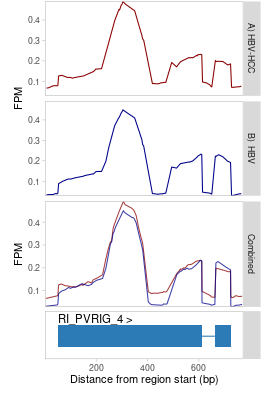 0.4
0.3
0.2
0.1
A) HBV-HCC
FPM
0.4
0.3
0.2
0.1
B) HBV
0.4
0.3
0.2
0.1
Combined
FPM
RI_PVRIG_4 >
200
400
600
Distance from region start (bp)